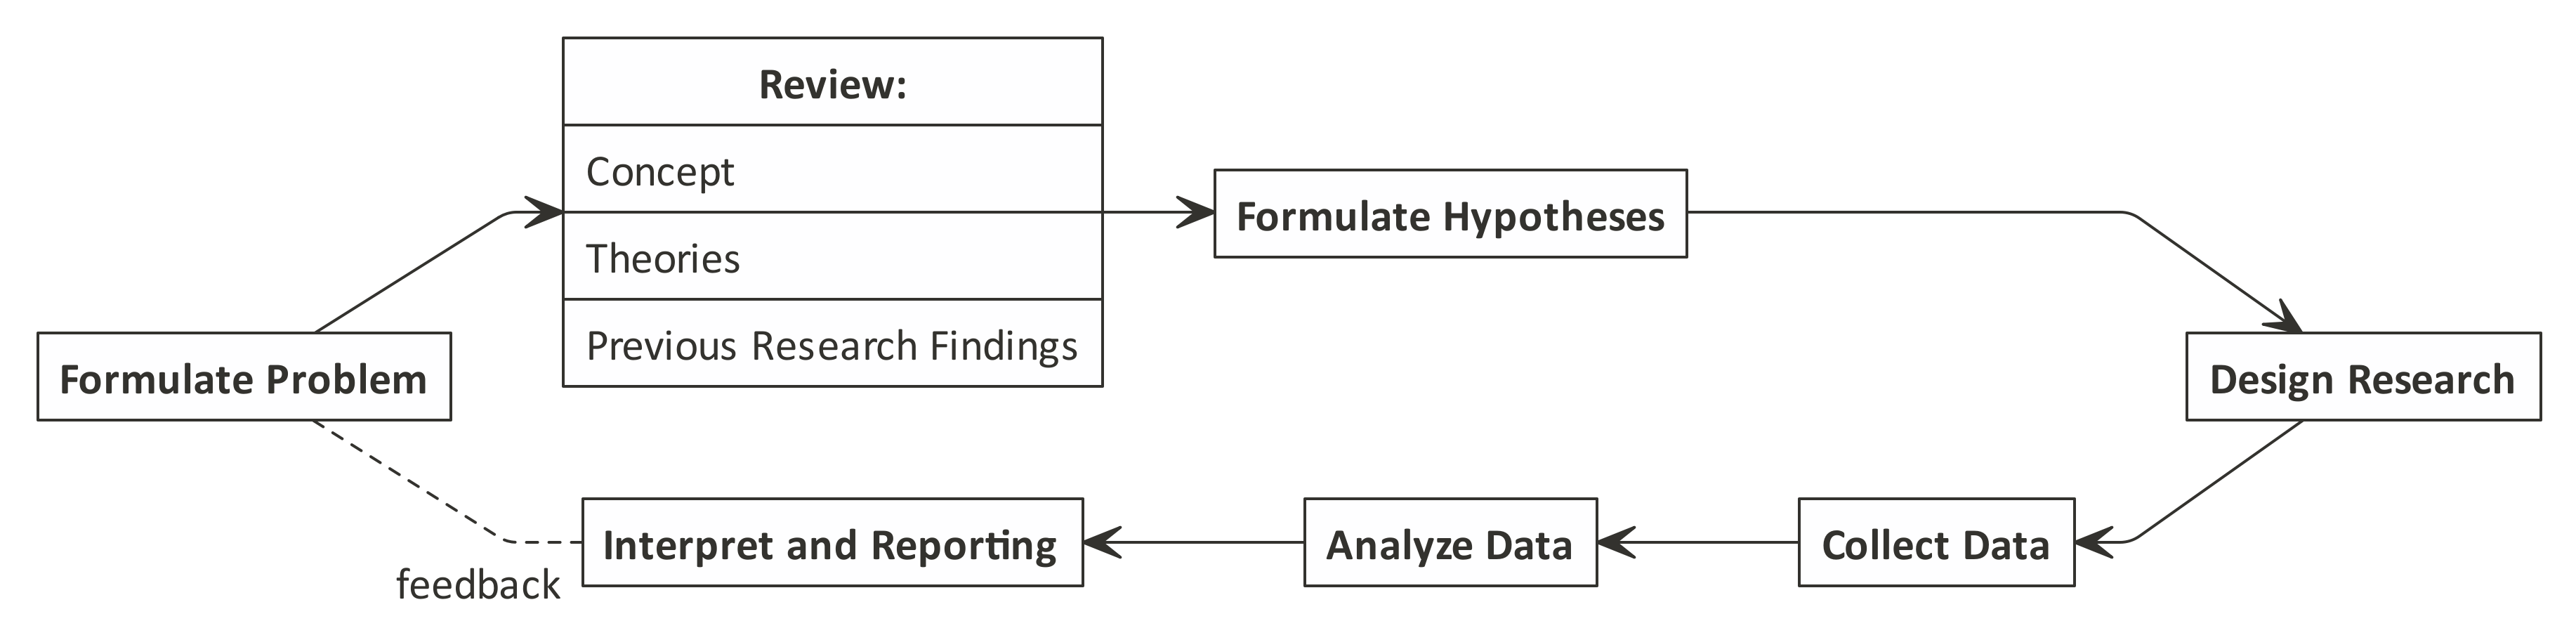 Formulate Problem
Review:
Concept
Theories
Previous Research Findings
Formulate Hypotheses
Design Research
Collect Data
Analyze Data
Interpret and Reporting
feedback